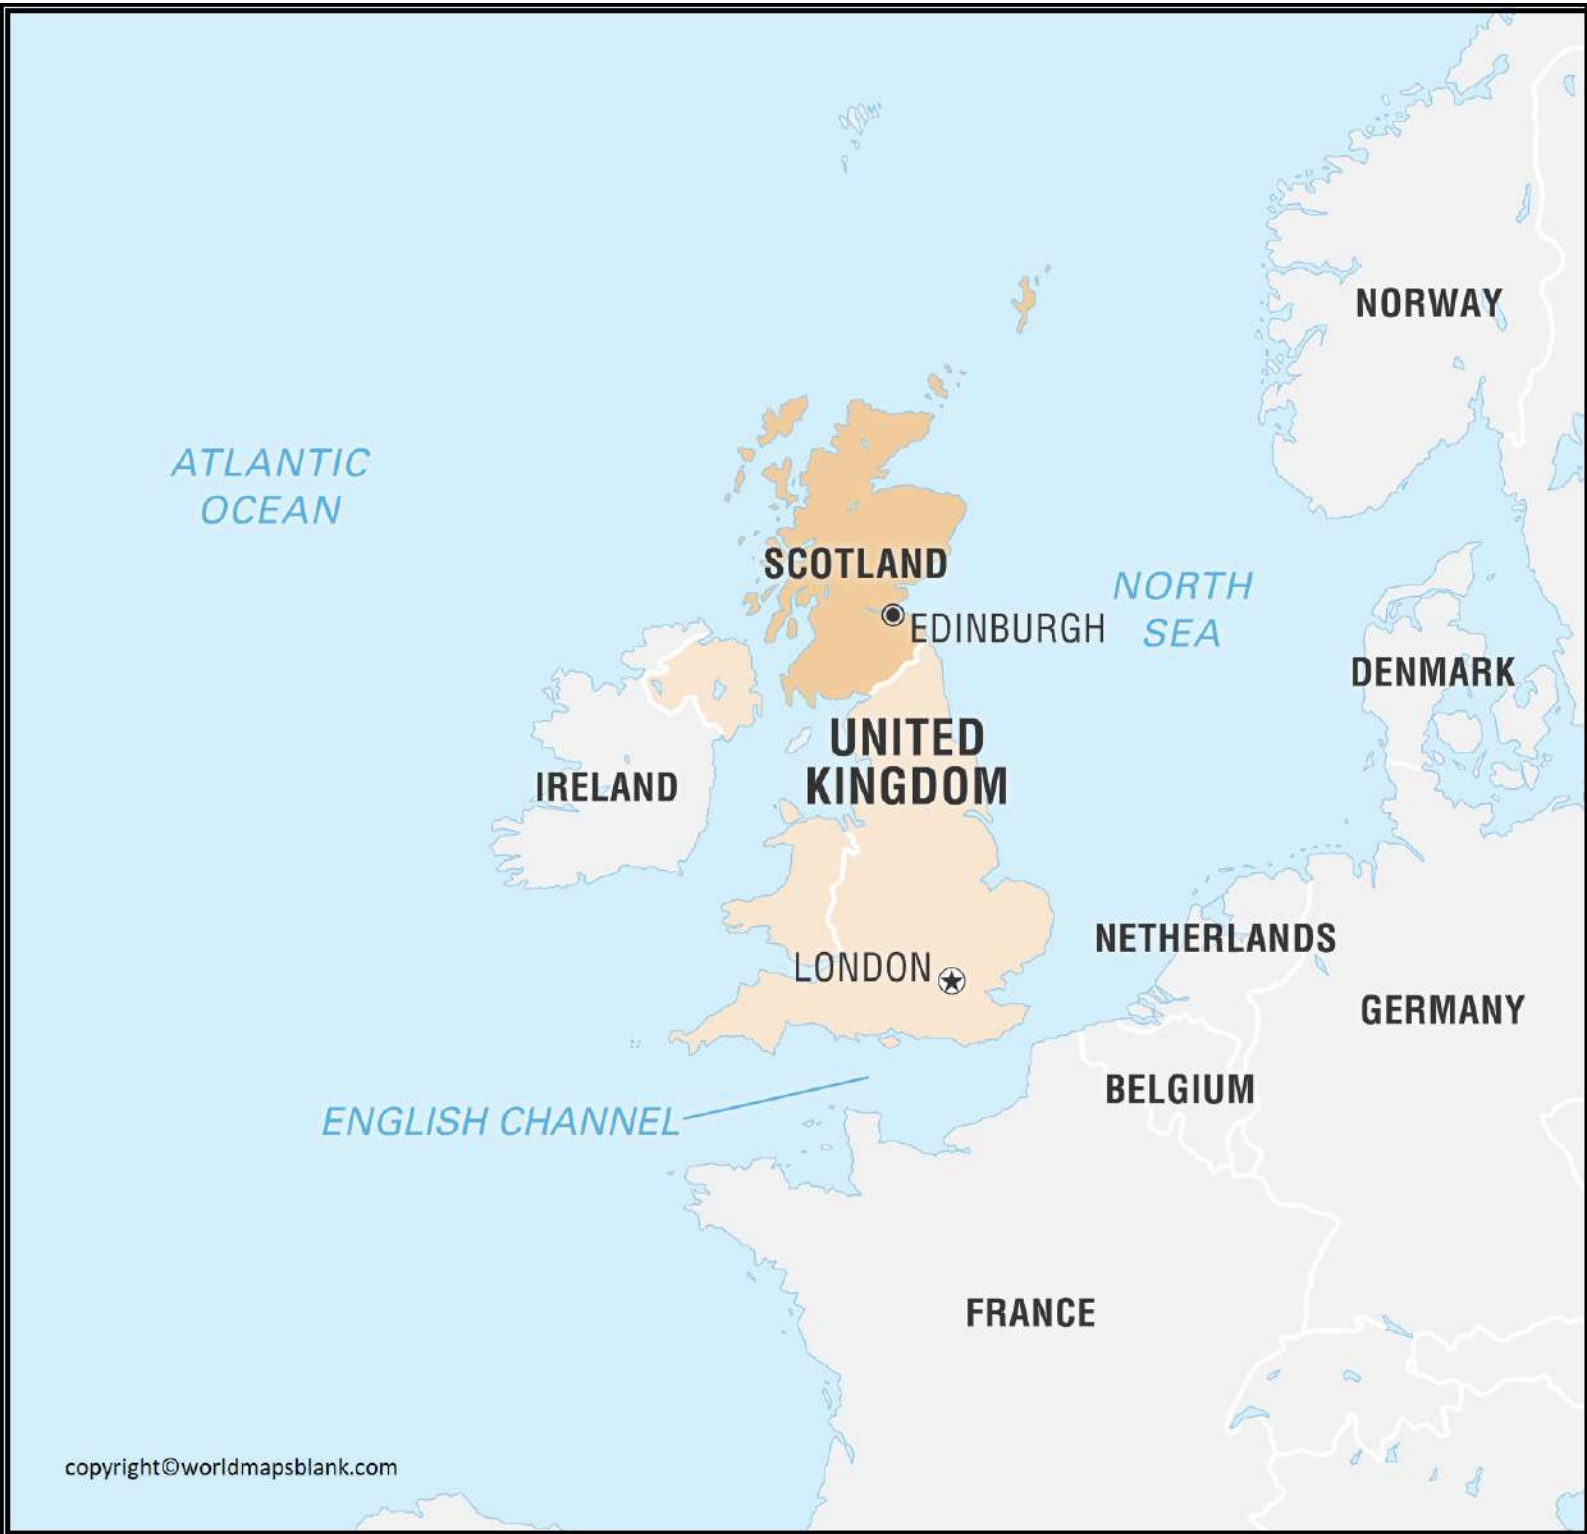 NORWAY
ATLANTIC
OCEAN
SCOTLAND
NORTH
SEA
EDINBURGH
DENMARK
UNITED
KINGDOM
IRELAND
NETHERLANDS
LONDON
GERMANY
BELGIUM
ENGLISH CHANNEL
FRANCE
copyright©worldmapsblank.com